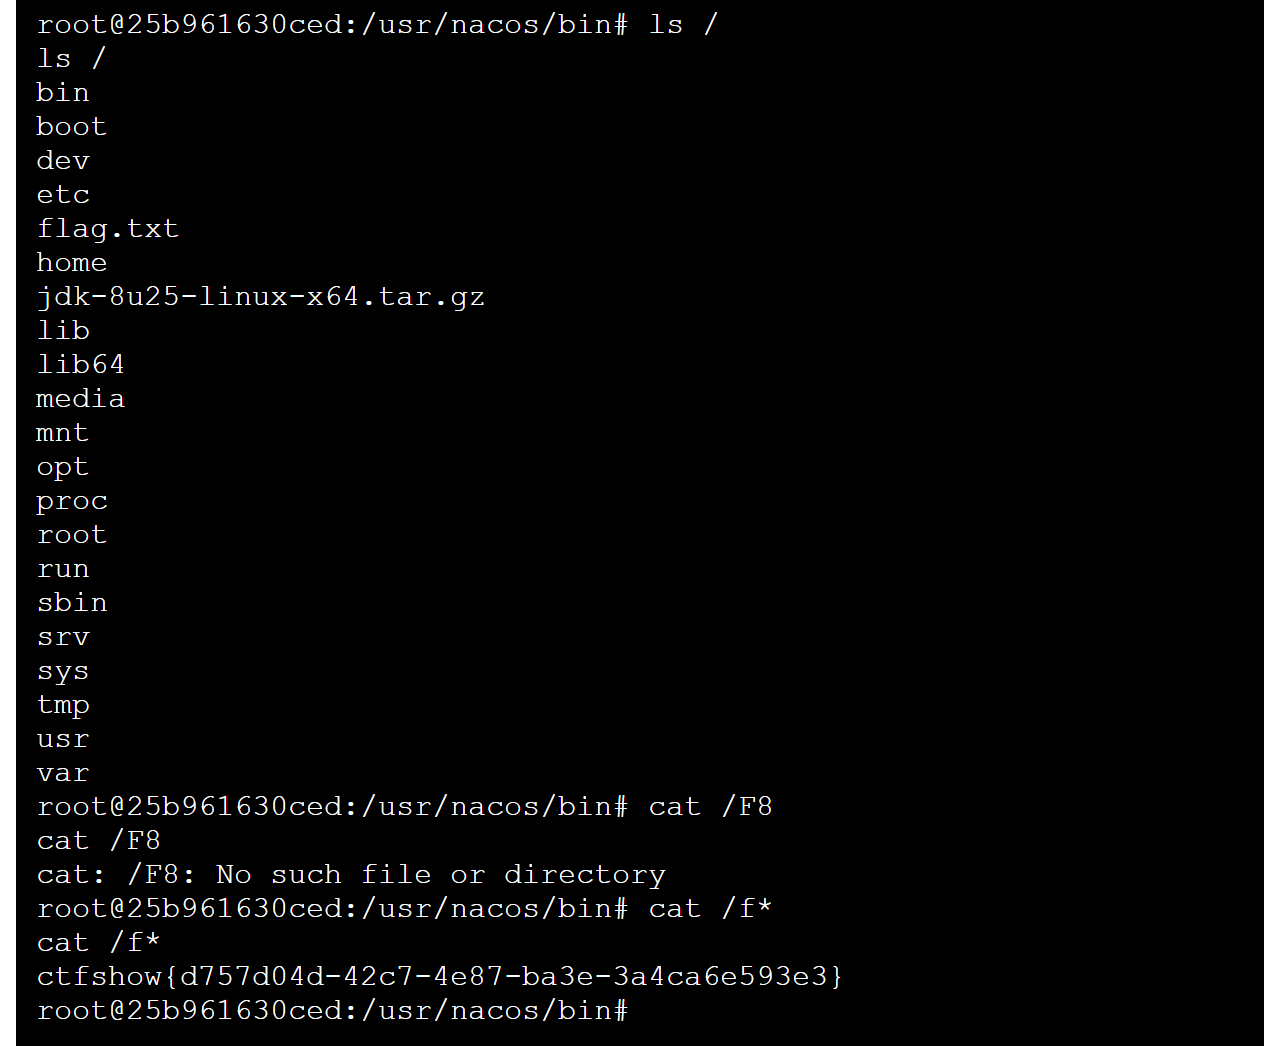 root@25b961630ced:/usr/nacos/bin# ls /
ls /
bin
boot
dev
etc
flag.txt
home
jdk-8u25-linux-x64.tar.gz
lib
lib64
media
mnt
opt
proc
root
run
sbin
srv
sys
tmp
usr
var
root@25b961630ced:/usr/nacos/bin# cat /F8
cat /F8
cat: /F8: No such file or directory
root@25b961630ced:/usr/nacos/bin# cat /f*
cat /f*
ctfshow{d757d04d-42c7-4e87-ba3e-3a4ca6e593e3}
root@25b961630ced:/usr/nacos/bin#